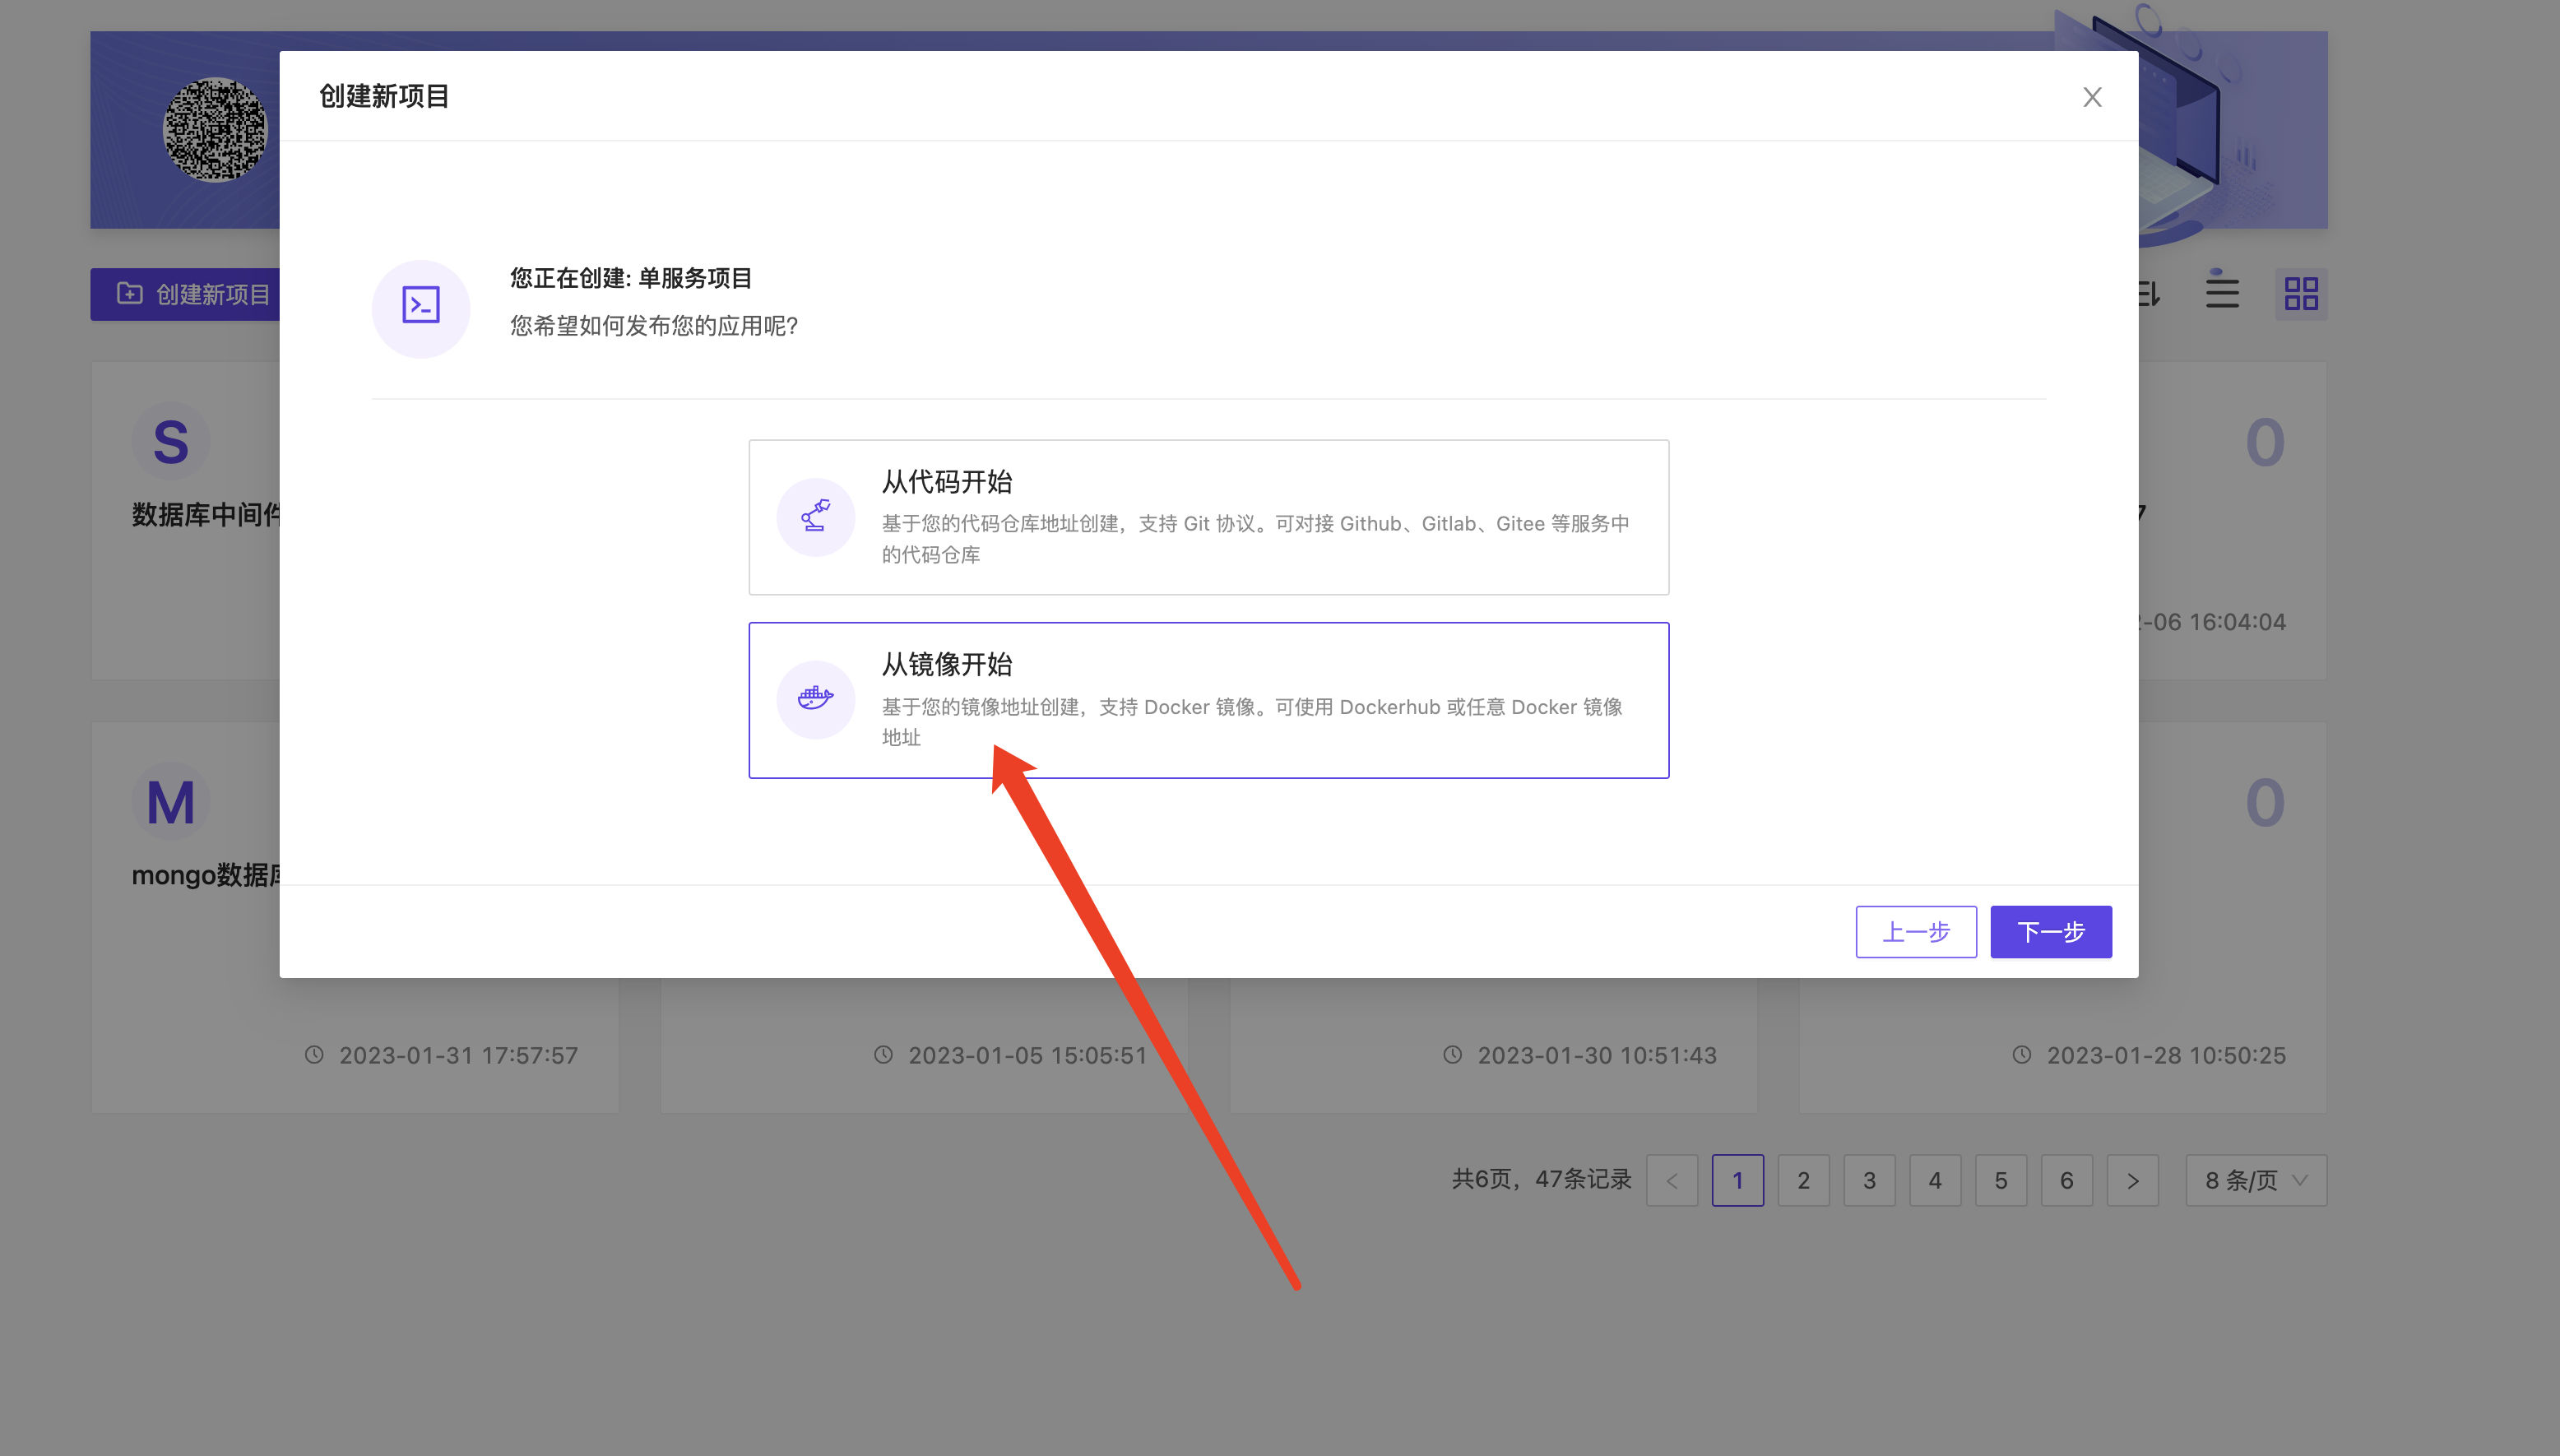 创建新项目
您正在创建: 单服务项目
您希望如何发布您的应用呢?
创建新项目
从代码开始
基于您的代码仓库地址创建，支持 Git 协议。可对接 Github、Gitlab、Gitee 等服务中
的代码仓库
S
0
数据库中间件
7
-06 16:04:04
从镜像开始
基于您的镜像地址创建，支持 Docker 镜像。可使用 Dockerhub 或任意 Docker 镜像
地址
M
0
mongo数据库
上一步
下一步
2023-01-31 17:57:57
2023-01-05 15:05:51
2023-01-30 10:51:43
2023-01-28 10:50:25
共6页，47条记录
1
2
3
4
5
6
8 条/页